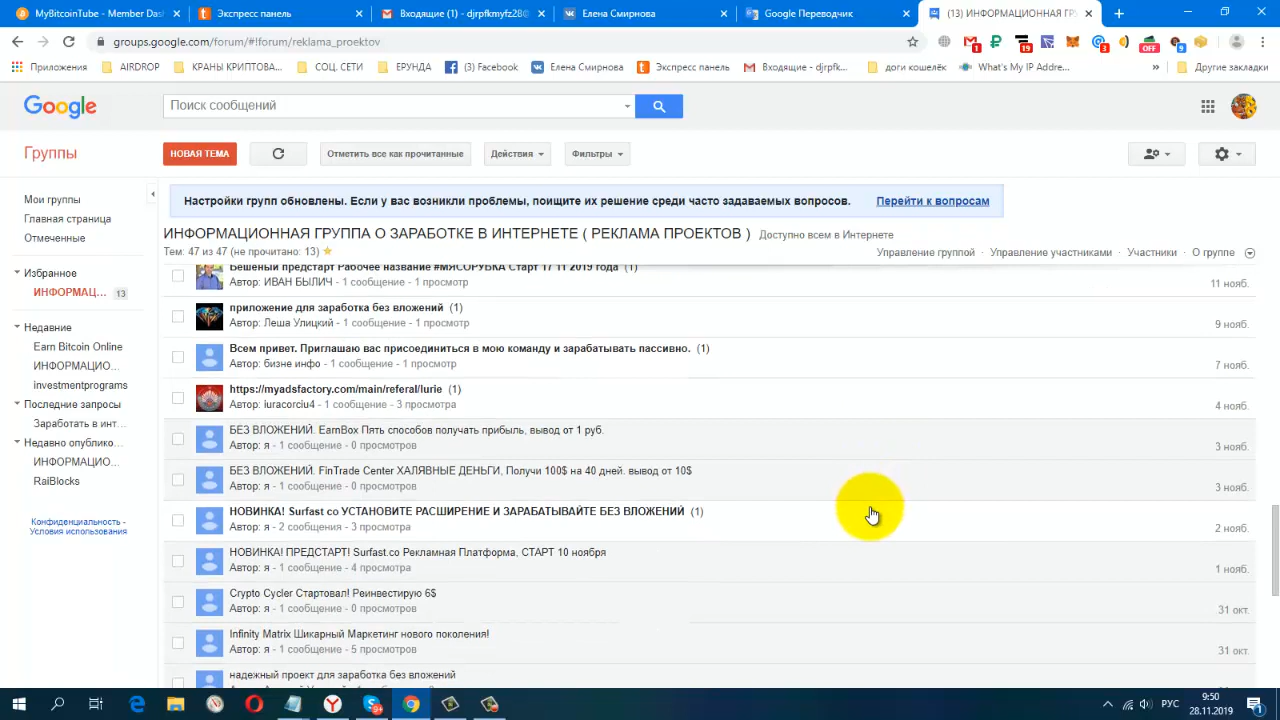 MyBitcoinTube - Member Das
Экспресс панель
Входящие (1) - djrpfkmyfz28@
Елена Смирнова
Google Переводчик
(13) ИНФОРМАЦИОННАЯ ГРУ
groups.google.com/forum/#!forum/reklama_proektov
1
19
3
OFF
9
Приложения
AIRDROP
КРАНЫ КРИПТОВА...
СОЦ. СЕТИ
ЕРУНДА
(3) Facebook
Елена Смирнова
Экспресс панель
Входящие - djrpfk...
доги кошелёк
What's My IP Addre...
»
Другие закладки
Google
Поиск сообщений
Группы
НОВАЯ ТЕМА
Отметить все как прочитанные
Действия
Фильтры
Мои группы
Главная страница
Отмеченные
Избранное
ИНФОРМАЦ... 13
Недавние
Earn Bitcoin Online
ИНФОРМАЦИО...
investmentprograms
Последние запросы
Заработать в инт...
Недавно опублико...
ИНФОРМАЦИО...
RaiBlocks
Конфиденциальность -
Условия использования
Настройки групп обновлены. Если у вас возникли проблемы, поищите их решение среди часто задаваемых вопросов. Перейти к вопросам
ИНФОРМАЦИОННАЯ ГРУППА О ЗАРАБОТКЕ В ИНТЕРНЕТЕ ( РЕКЛАМА ПРОЕКТОВ ) Доступно всем в Интернете
Тем: 47 из 47 (не прочитано: 13)
Управление группой · Управление участниками · Участники · О группе
Бешеный предстарт Рабочее название #МЯСОРУБКА Старт 17 11 2019 года (1)
Автор: ИВАН БЫЛИЧ - 1 сообщение - 1 просмотр
11 нояб.
приложение для заработка без вложений (1)
Автор: Леша Улицкий - 1 сообщение - 1 просмотр
9 нояб.
Всем привет. Приглашаю вас присоединиться в мою команду и зарабатывать пассивно. (1)
Автор: бизне инфо - 1 сообщение - 1 просмотр
7 нояб.
https://myadsfactory.com/main/referal/lurie (1)
Автор: iuracorciu4 - 1 сообщение - 3 просмотра
4 нояб.
БЕЗ ВЛОЖЕНИЙ. EarnBox Пять способов получать прибыль, вывод от 1 руб.
Автор: я - 1 сообщение - 0 просмотров
3 нояб.
БЕЗ ВЛОЖЕНИЙ. FinTrade Center ХАЛЯВНЫЕ ДЕНЬГИ, Получи 100$ на 40 дней. вывод от 10$
Автор: я - 1 сообщение - 0 просмотров
3 нояб.
НОВИНКА! Surfast co УСТАНОВИТЕ РАСШИРЕНИЕ И ЗАРАБАТЫВАЙТЕ БЕЗ ВЛОЖЕНИЙ (1)
Автор: я - 2 сообщения - 3 просмотра
2 нояб.
НОВИНКА! ПРЕДСТАРТ! Surfast.co Рекламная Платформа, СТАРТ 10 ноября
Автор: я - 1 сообщение - 4 просмотра
1 нояб.
Crypto Cycler Стартовал! Реинвестирую 6$
Автор: я - 1 сообщение - 0 просмотров
31 окт.
Infinity Matrix Шикарный Маркетинг нового поколения!
Автор: я - 1 сообщение - 5 просмотров
31 окт.
надежный проект для заработка без вложений
РУС
9:50
28.11.2019
1